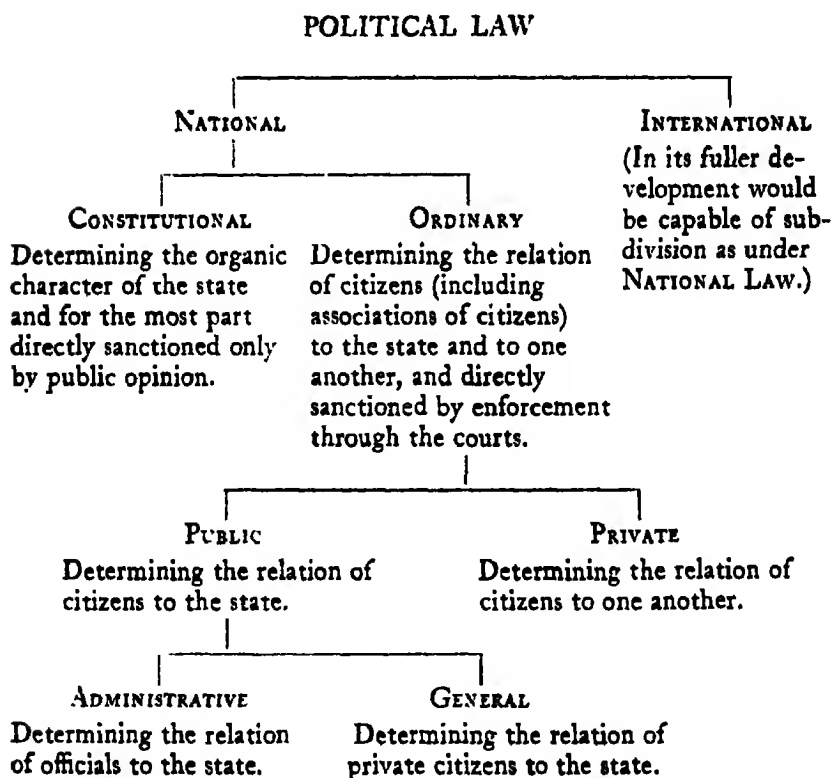 POLITICAL LAW
NATIONAL
INTERNATIONAL
(In its fuller de-
velopment would
be capable of sub-
division as under
NATIONAL LAW.)
CONSTITUTIONAL
Determining the organic
character of the state
and for the most part
directly sanctioned only
by public opinion.
ORDINARY
Determining the relation
of citizens (including
associations of citizens)
to the state and to one
another, and directly
sanctioned by enforcement
through the courts.
PUBLIC
Determining the relation of
citizens to the state.
PRIVATE
Determining the relation of
citizens to one another.
ADMINISTRATIVE
Determining the relation
of officials to the state.
GENERAL
Determining the relation of
private citizens to the state.